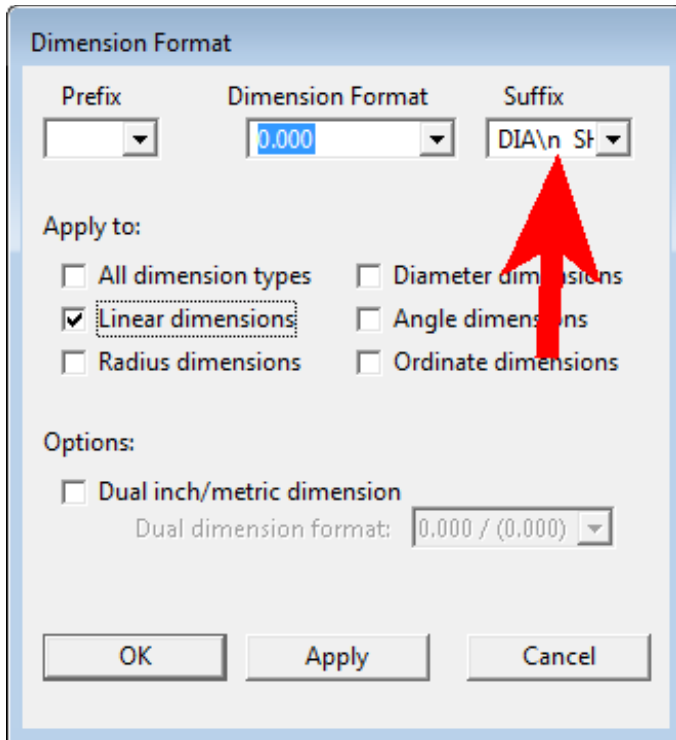 Dimension Format
Prefix Dimension Format Suffix
0.000 DIA\n
Apply to:
All dimension types Diameter dimensions
Linear dimensions Angle dimensions
Radius dimensions Ordinate dimensions
Options:
Dual inch/metric dimension
Dual dimension format: 0.000 / (0.000)
OK Apply Cancel